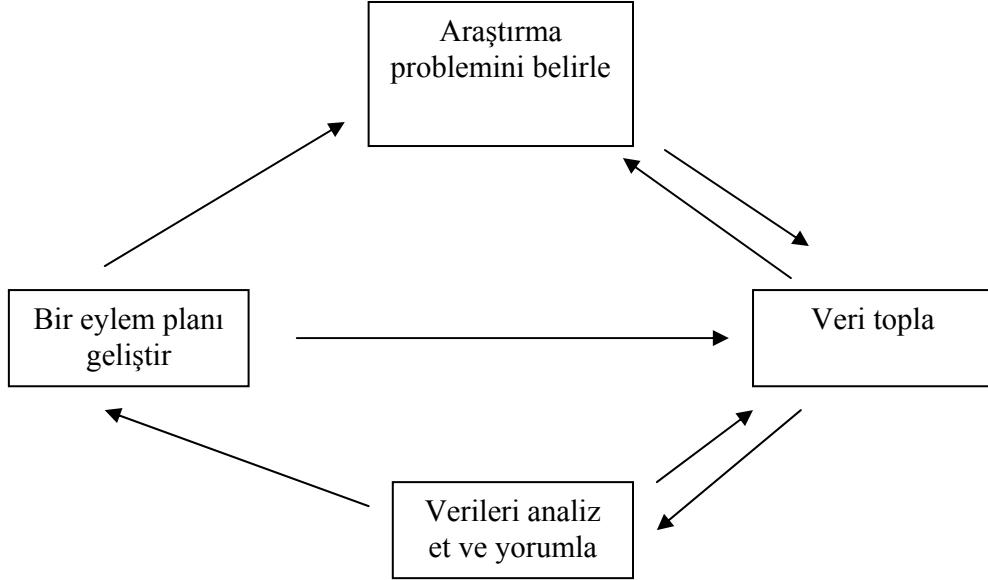 Araştırma
problemini belirle
Bir eylem planı
geliştir
Veri topla
Verileri analiz
et ve yorumla